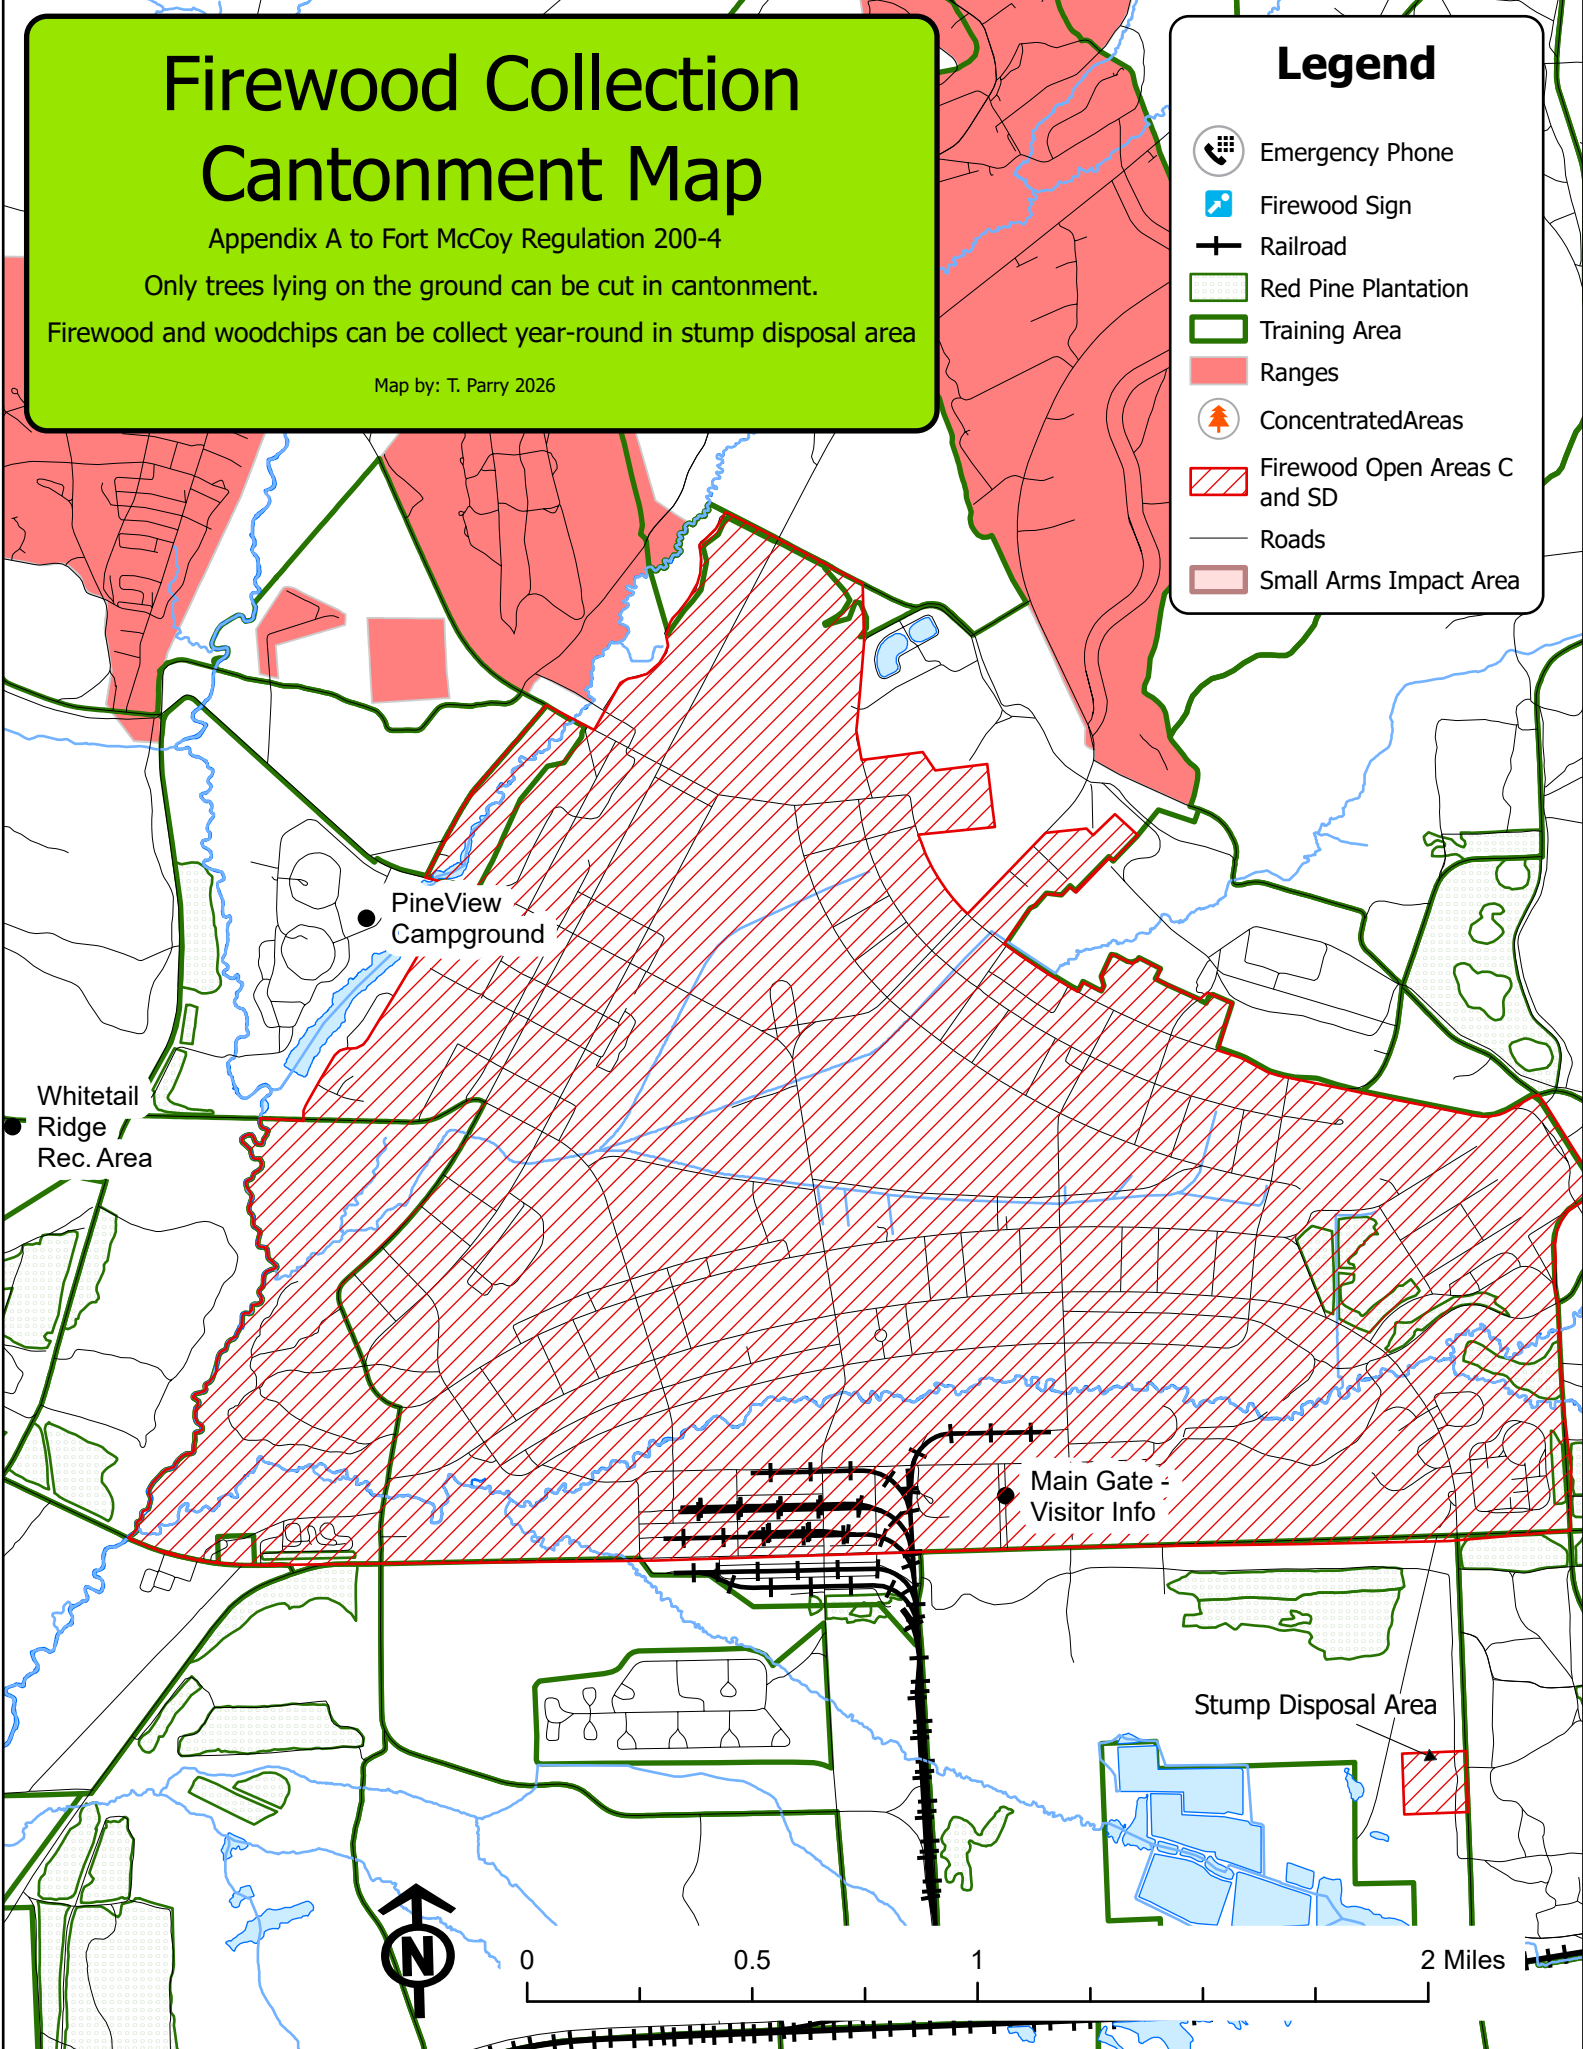 Firewood Collection
Cantonment Map
Appendix A to Fort McCoy Regulation 200-4
Only trees lying on the ground can be cut in cantonment.
Firewood and woodchips can be collect year-round in stump disposal area
Map by: T. Parry 2026
Legend
Emergency Phone
Firewood Sign
Railroad
Red Pine Plantation
Training Area
Ranges
ConcentratedAreas
Firewood Open Areas C
and SD
Roads
Small Arms Impact Area
PineView
Campground
Whitetail
Ridge
Rec. Area
Main Gate -
Visitor Info
Stump Disposal Area
N
0 0.5 1 2 Miles